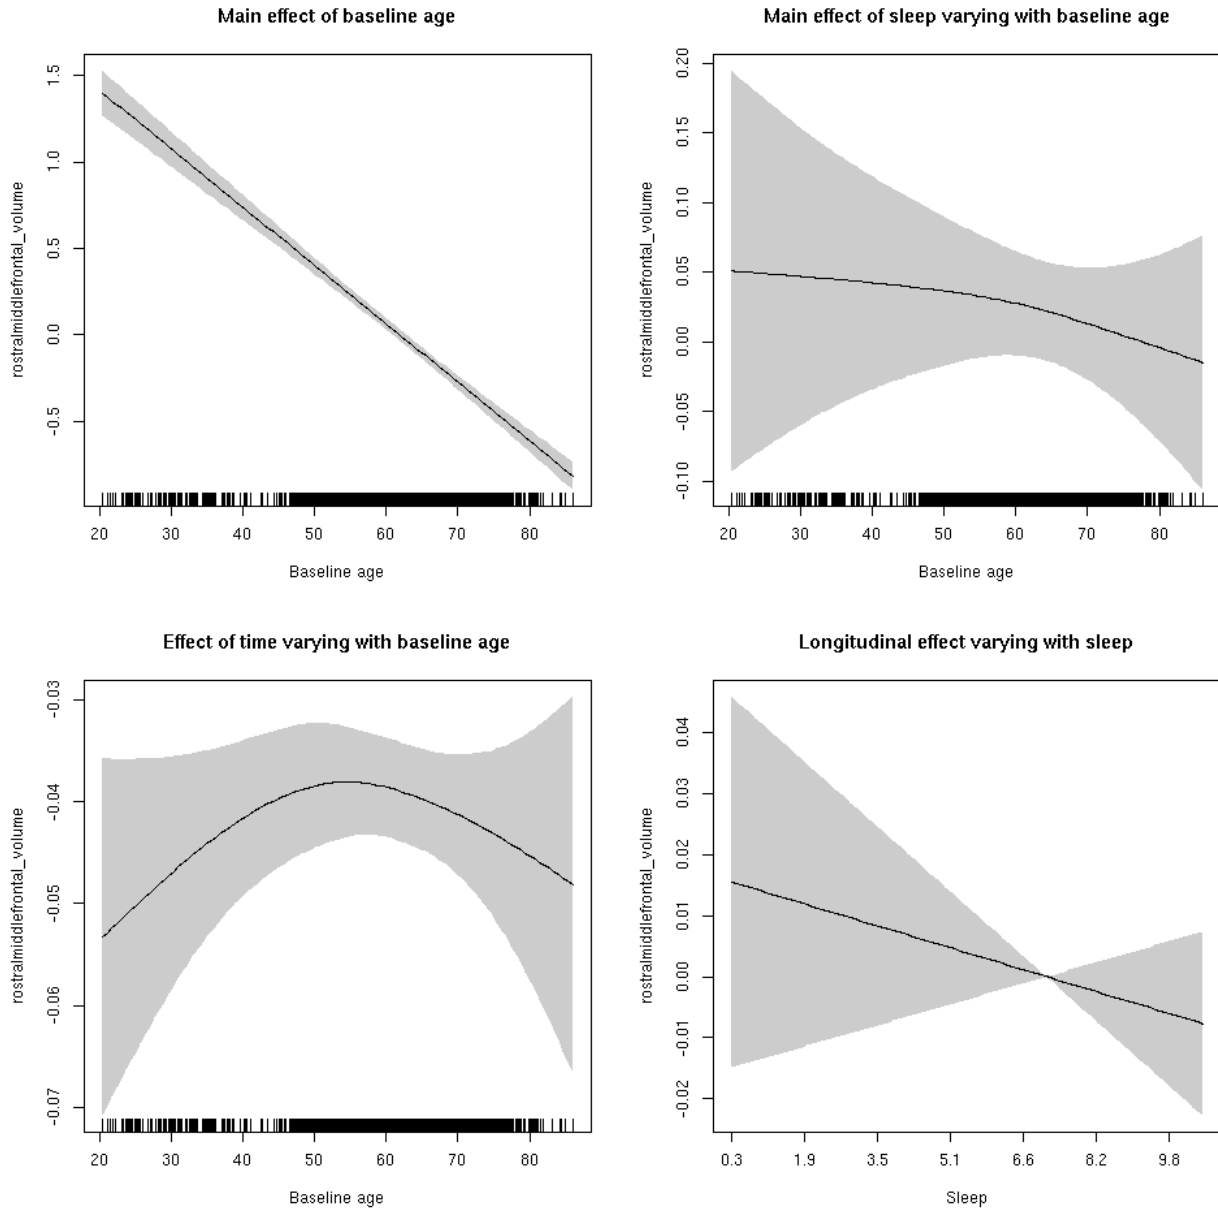 Main effect of baseline age
rostralmiddlefrontal_volume
1.5
1.0
0.5
0.0
-0.5
20 30 40 50 60 70 80
Baseline age
Main effect of sleep varying with baseline age
rostralmiddlefrontal_volume
0.20
0.15
0.10
0.05
0.00
-0.05
-0.10
20 30 40 50 60 70 80
Baseline age
Effect of time varying with baseline age
rostralmiddlefrontal_volume
-0.03
-0.04
-0.05
-0.06
-0.07
20 30 40 50 60 70 80
Baseline age
Longitudinal effect varying with sleep
rostralmiddlefrontal_volume
0.04
0.03
0.02
0.01
0.00
-0.01
-0.02
0.3 1.9 3.5 5.1 6.6 8.2 9.8
Sleep